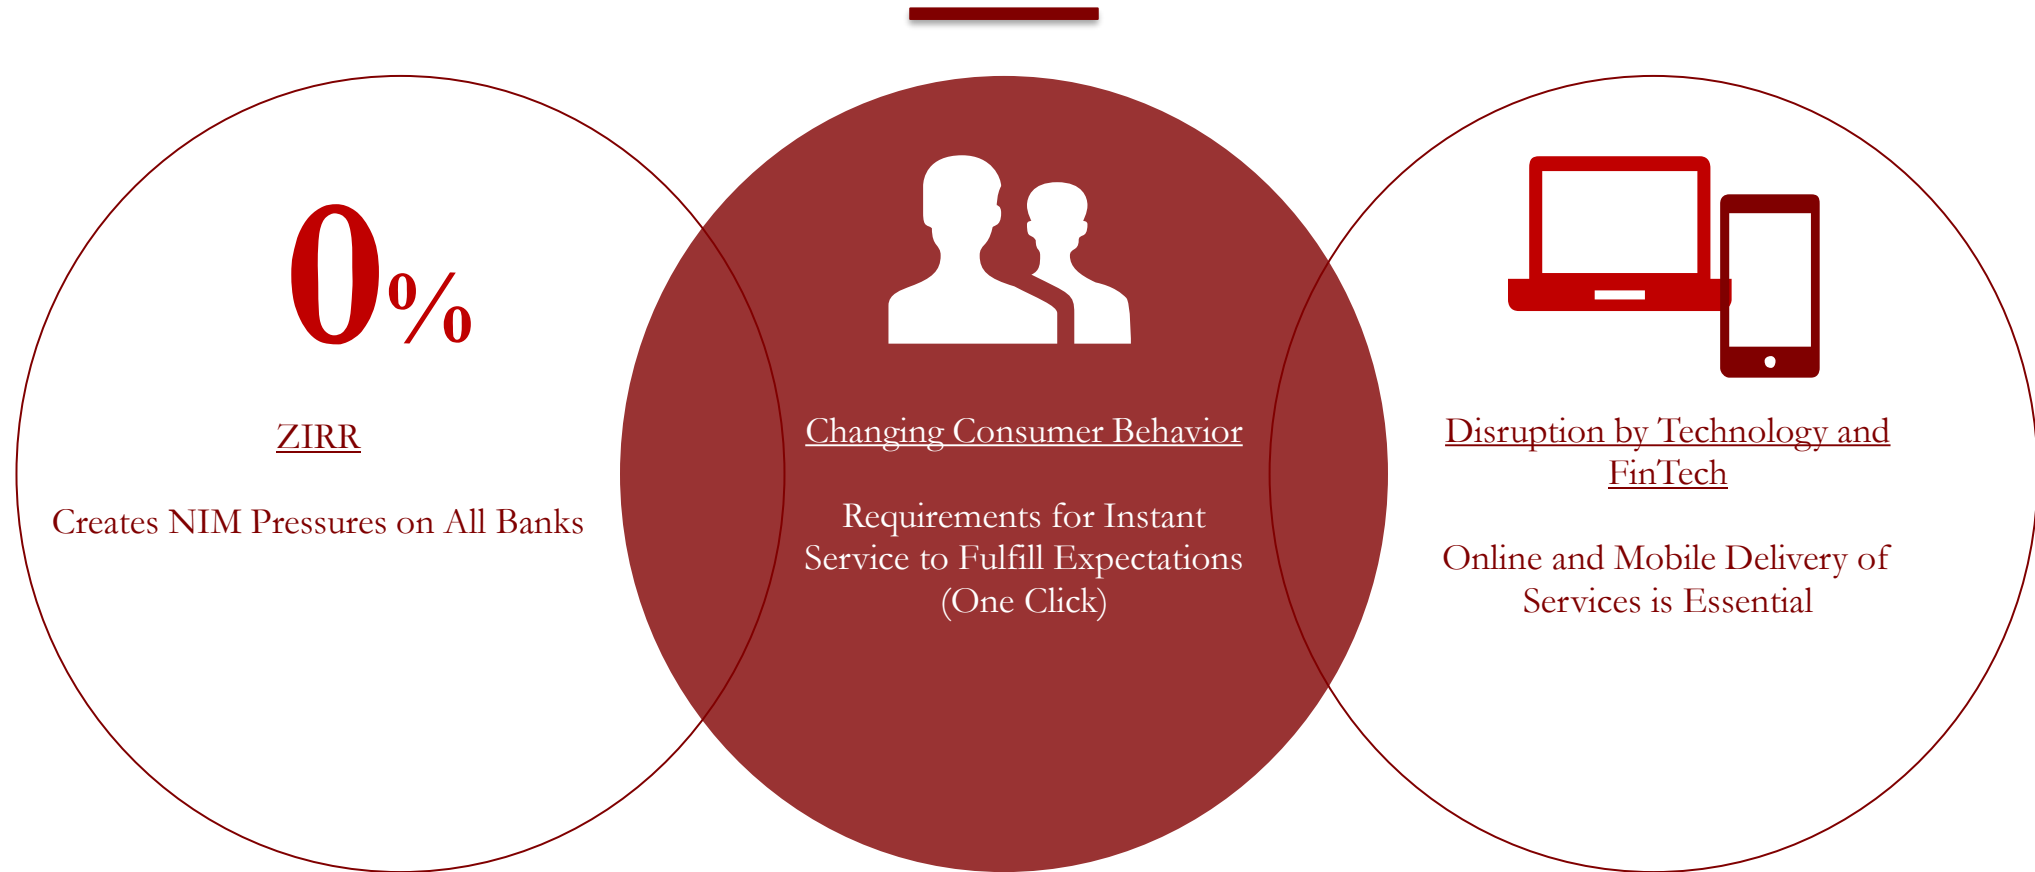 0%
ZIRR
Creates NIM Pressures on All Banks
Changing Consumer Behavior
Requirements for Instant
Service to Fulfill Expectations
(One Click)
Disruption by Technology and
FinTech
Online and Mobile Delivery of
Services is Essential